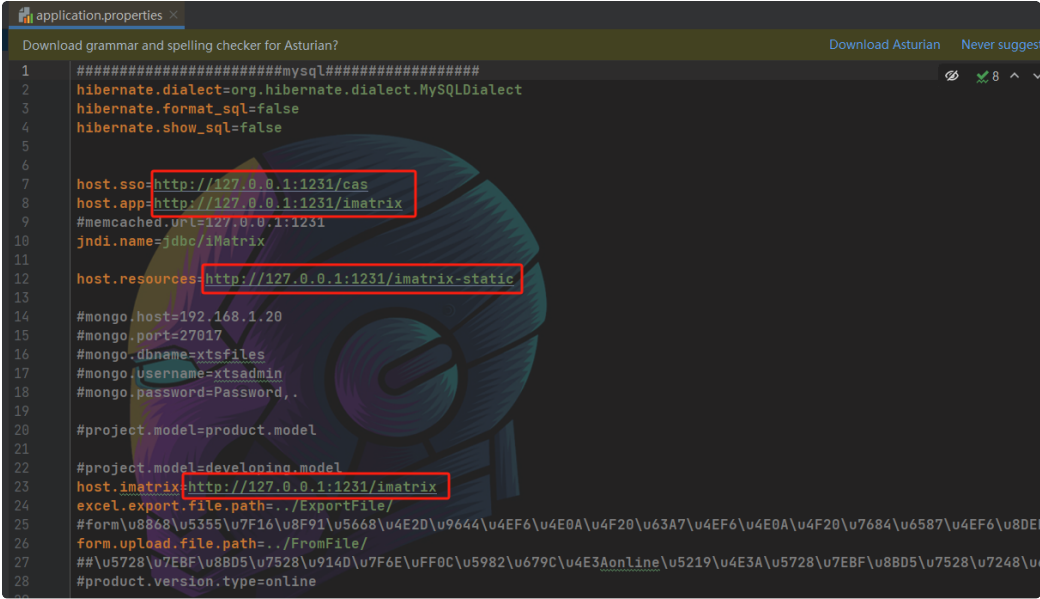 application.properties
Download grammar and spelling checker for Asturian?
Download Asturian
Never sugges
8
1 ########################mysql##################
2 hibernate.dialect=org.hibernate.dialect.MySQLDialect
3 hibernate.format_sql=false
4 hibernate.show_sql=false
5
6
7 host.sso=http://127.0.0.1:1231/cas
8 host.app=http://127.0.0.1:1231/imatrix
9 #memcached.url=127.0.0.1:1231
10 jndi.name=jdbc/iMatrix
11
12 host.resources=http://127.0.0.1:1231/imatrix-static
13
14 #mongo.host=192.168.1.20
15 #mongo.port=27017
16 #mongo.dbname=xtsfiles
17 #mongo.username=xtsadmin
18 #mongo.password=Password,.
19
20 #project.model=product.model
21
22 #project.model=developing.model
23 host.imatrix=http://127.0.0.1:1231/imatrix
24 excel.export.file.path=../ExportFile/
25 #form\u8868\u5355\u7F16\u8F91\u5668\u4E2D\u9644\u4EF6\u4E0A\u4F20\u63A7\u4EF6\u4E0A\u4F20\u7684\u6587\u4EF6\u8DE
26 form.upload.file.path=../FromFile/
27 ##\u5728\u7EBF\u8BD5\u7528\u914D\u7F6E\uFF0C\u5982\u679C\u4E3Aonline\u5219\u4E3A\u5728\u7EBF\u8BD5\u7528\u7248\u
28 #product.version.type=online